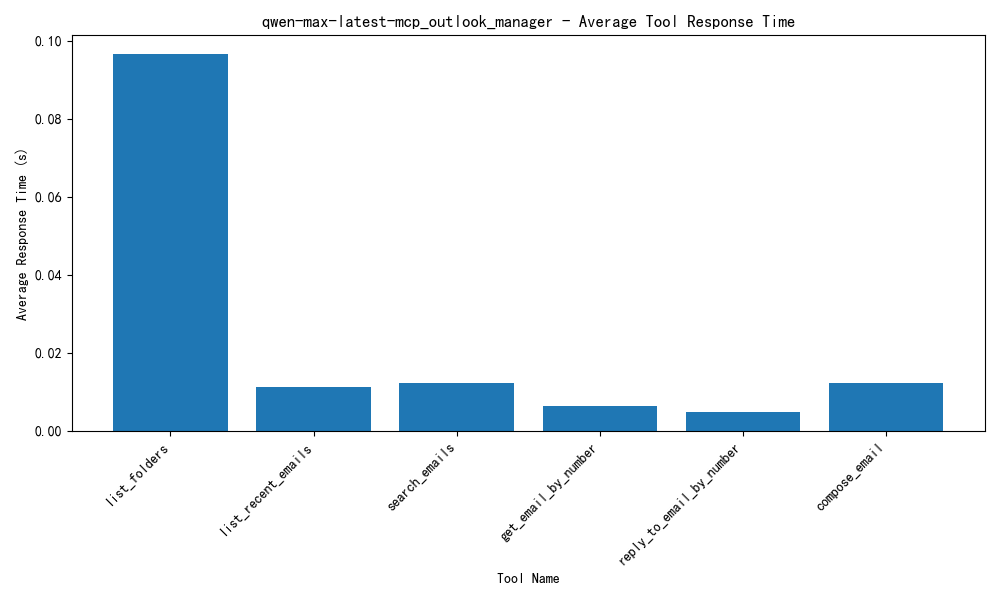 qwen-max-latest-mcp_outlook_manager - Average Tool Response Time
Average Response Time (s)
0.10
0.08
0.06
0.04
0.02
0.00
list_folders
list_recent_emails
search_emails
get_email_by_number
reply_to_email_by_number
compose_email
Tool Name